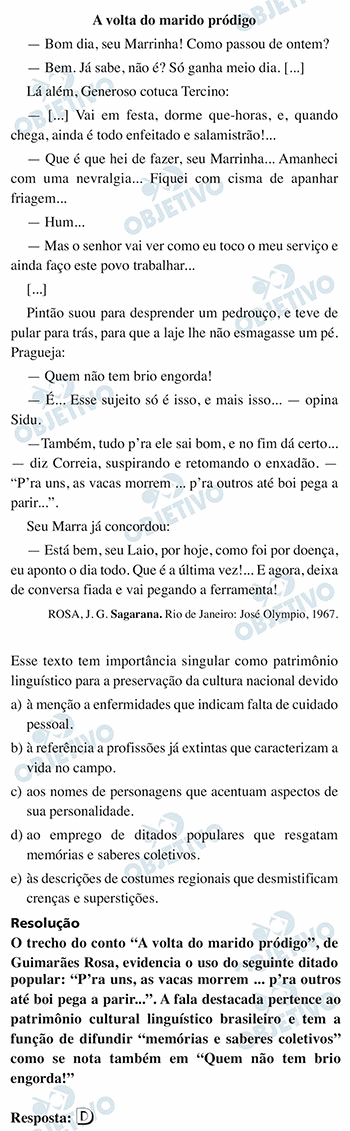 A volta do marido pródigo
— Bom dia, seu Marrinha! Como passou de ontem?
— Bem. Já sabe, não é? Só ganha meio dia. [...]
Lá além, Generoso cotuca Tercino:
— [...] Vai em festa, dorme que-horas, e, quando
chega, ainda é todo enfeitado e salamistrão!...
— Que é que hei de fazer, seu Marrinha... Amanheci
com uma nevralgia... Fiquei com cisma de apanhar
friagem...
— Hum...
— Mas o senhor vai ver como eu toco o meu serviço e
ainda faço este povo trabalhar...
[...]
Pintão suou para desprender um pedrouço, e teve de
pular para trás, para que a laje lhe não esmagasse um pé.
Pragueja:
— Quem não tem brio engorda!
— É... Esse sujeito só é isso, e mais isso... — opina
Sidu.
—Também, tudo p’ra ele sai bom, e no fim dá certo...
— diz Correia, suspirando e retomando o enxadão. —
“P’ra uns, as vacas morrem ... p’ra outros até boi pega a
parir...”.
Seu Marra já concordou:
— Está bem, seu Laio, por hoje, como foi por doença,
eu aponto o dia todo. Que é a última vez!... E agora, deixa
de conversa fiada e vai pegando a ferramenta!
ROSA, J. G. Sagarana. Rio de Janeiro: José Olympio, 1967.
Esse texto tem importância singular como patrimônio
linguístico para a preservação da cultura nacional devido
a) à menção a enfermidades que indicam falta de cuidado
pessoal.
b) à referência a profissões já extintas que caracterizam a
vida no campo.
c) aos nomes de personagens que acentuam aspectos de
sua personalidade.
d) ao emprego de ditados populares que resgatam
memórias e saberes coletivos.
e) às descrições de costumes regionais que desmistificam
crenças e superstições.
Resolução
O trecho do conto “A volta do marido pródigo”, de
Guimarães Rosa, evidencia o uso do seguinte ditado
popular: “P’ra uns, as vacas morrem ... p’ra outros
até boi pega a parir...”. A fala destacada pertence ao
patrimônio cultural linguístico brasileiro e tem a
função de difundir “memórias e saberes coletivos”
como se nota também em “Quem não tem brio
engorda!”
Resposta: D